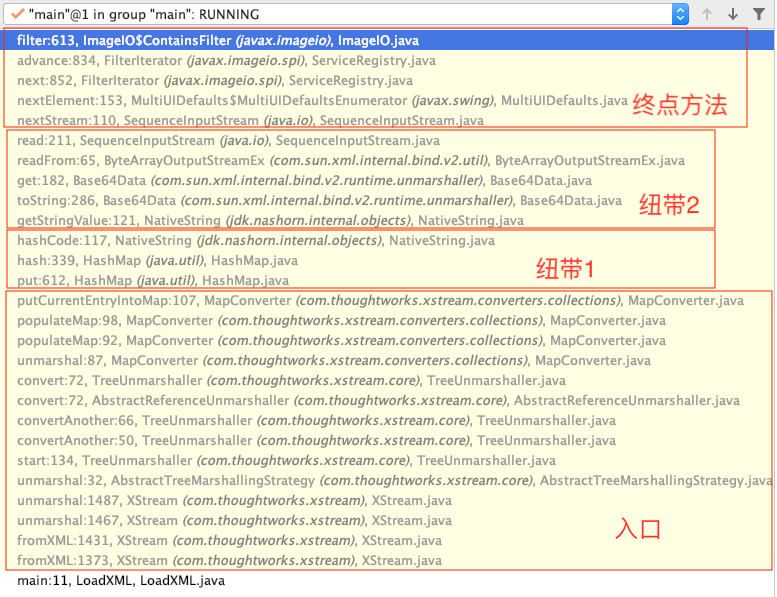 "main"@1 in group "main": RUNNING
filter:613, ImageIO$ContainsFilter (javax.imageio), ImageIO.java
advance:834, FilterIterator (javax.imageio.spi), ServiceRegistry.java
next:852, FilterIterator (javax.imageio.spi), ServiceRegistry.java
nextElement:153, MultiUIDefaults$MultiUIDefaultsEnumerator (javax.swing), MultiUIDefaults.java
nextStream:110, SequenceInputStream (java.io), SequenceInputStream.java
终点方法
read:211, SequenceInputStream (java.io), SequenceInputStream.java
readFrom:65, ByteArrayOutputStreamEx (com.sun.xml.internal.bind.v2.util), ByteArrayOutputStreamEx.java
get:182, Base64Data (com.sun.xml.internal.bind.v2.runtime.unmarshaller), Base64Data.java
toString:286, Base64Data (com.sun.xml.internal.bind.v2.runtime.unmarshaller), Base64Data.java
getStringValue:121, NativeString (jdk.nashorn.internal.objects), NativeString.java
纽带2
hashCode:117, NativeString (jdk.nashorn.internal.objects), NativeString.java
hash:339, HashMap (java.util), HashMap.java
put:612, HashMap (java.util), HashMap.java
纽带1
putCurrentEntryIntoMap:107, MapConverter (com.thoughtworks.xstream.converters.collections), MapConverter.java
populateMap:98, MapConverter (com.thoughtworks.xstream.converters.collections), MapConverter.java
populateMap:92, MapConverter (com.thoughtworks.xstream.converters.collections), MapConverter.java
unmarshal:87, MapConverter (com.thoughtworks.xstream.converters.collections), MapConverter.java
convert:72, TreeUnmarshaller (com.thoughtworks.xstream.core), TreeUnmarshaller.java
convert:72, AbstractReferenceUnmarshaller (com.thoughtworks.xstream.core), AbstractReferenceUnmarshaller.java
convertAnother:66, TreeUnmarshaller (com.thoughtworks.xstream.core), TreeUnmarshaller.java
convertAnother:50, TreeUnmarshaller (com.thoughtworks.xstream.core), TreeUnmarshaller.java
start:134, TreeUnmarshaller (com.thoughtworks.xstream.core), TreeUnmarshaller.java
unmarshal:32, AbstractTreeMarshallingStrategy (com.thoughtworks.xstream.core), AbstractTreeMarshallingStrategy.java
unmarshal:1487, XStream (com.thoughtworks.xstream), XStream.java
unmarshal:1467, XStream (com.thoughtworks.xstream), XStream.java
fromXML:1431, XStream (com.thoughtworks.xstream), XStream.java
fromXML:1373, XStream (com.thoughtworks.xstream), XStream.java
入口
main:11, LoadXML, LoadXML.java